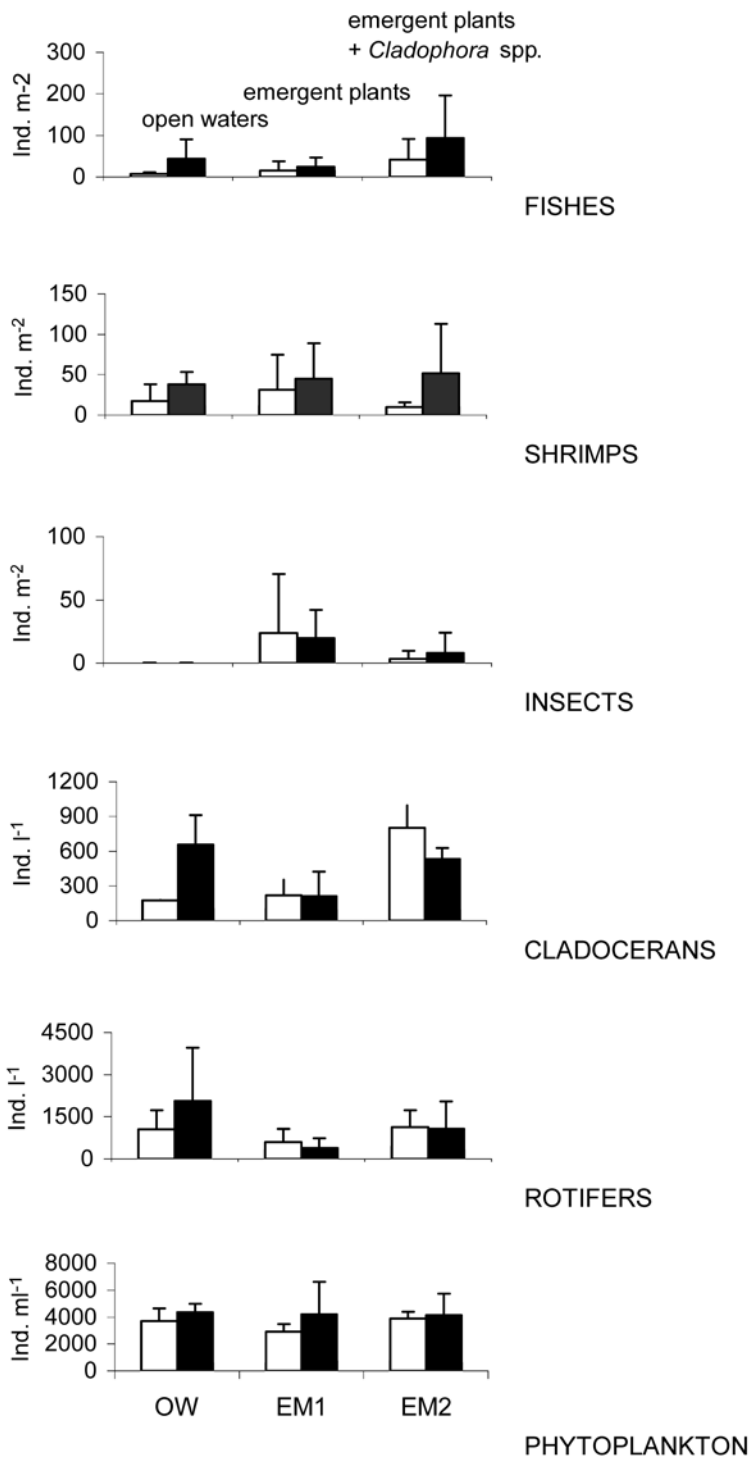 emergent plants
+ Cladophora spp.
emergent plants
open waters
Ind. m-2
300
200
100
0
FISHES
Ind. m-2
150
100
50
0
SHRIMPS
Ind. m-2
100
50
0
INSECTS
Ind. l-1
1200
900
600
300
0
CLADOCERANS
Ind. l-1
4500
3000
1500
0
ROTIFERS
Ind. ml-1
8000
6000
4000
2000
0
OW EM1 EM2
PHYTOPLANKTON